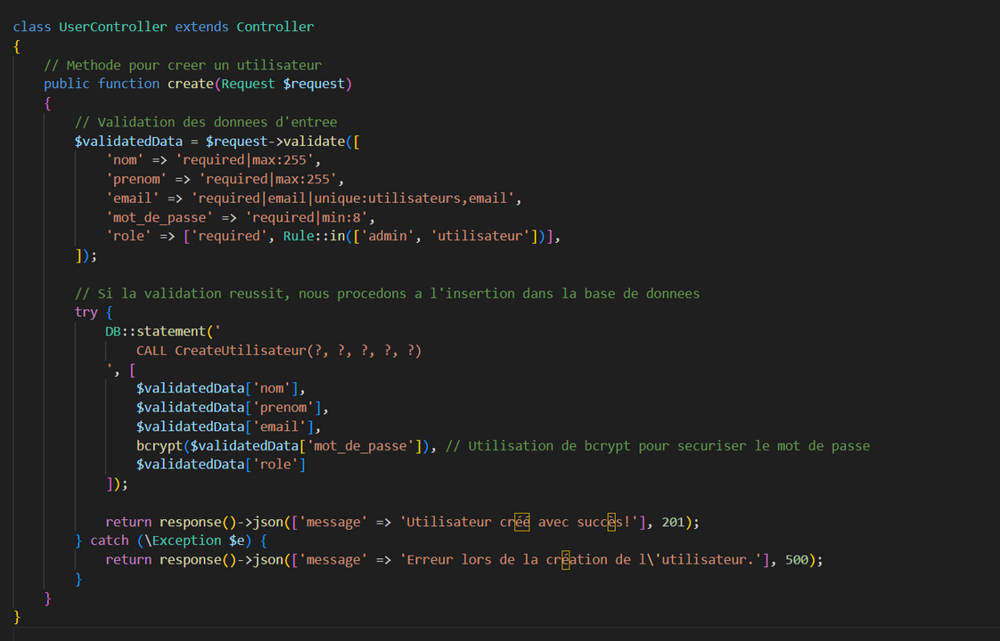 class UserController extends Controller
{
    // Methode pour creer un utilisateur
    public function create(Request $request)
    {
        // Validation des donnees d'entree
        $validatedData = $request->validate([
            'nom' => 'required|max:255',
            'prenom' => 'required|max:255',
            'email' => 'required|email|unique:utilisateurs,email',
            'mot_de_passe' => 'required|min:8',
            'role' => ['required', Rule::in(['admin', 'utilisateur'])],
        ]);

        // Si la validation reussit, nous procedons a l'insertion dans la base de donnees
        try {
            DB::statement('
                CALL CreateUtilisateur(?, ?, ?, ?, ?)
            ', [
                $validatedData['nom'],
                $validatedData['prenom'],
                $validatedData['email'],
                bcrypt($validatedData['mot_de_passe']), // Utilisation de bcrypt pour securiser le mot de passe
                $validatedData['role']
            ]);

            return response()->json(['message' => 'Utilisateur créé avec succès!'], 201);
        } catch (\Exception $e) {
            return response()->json(['message' => 'Erreur lors de la création de l\'utilisateur.'], 500);
        }
    }
}